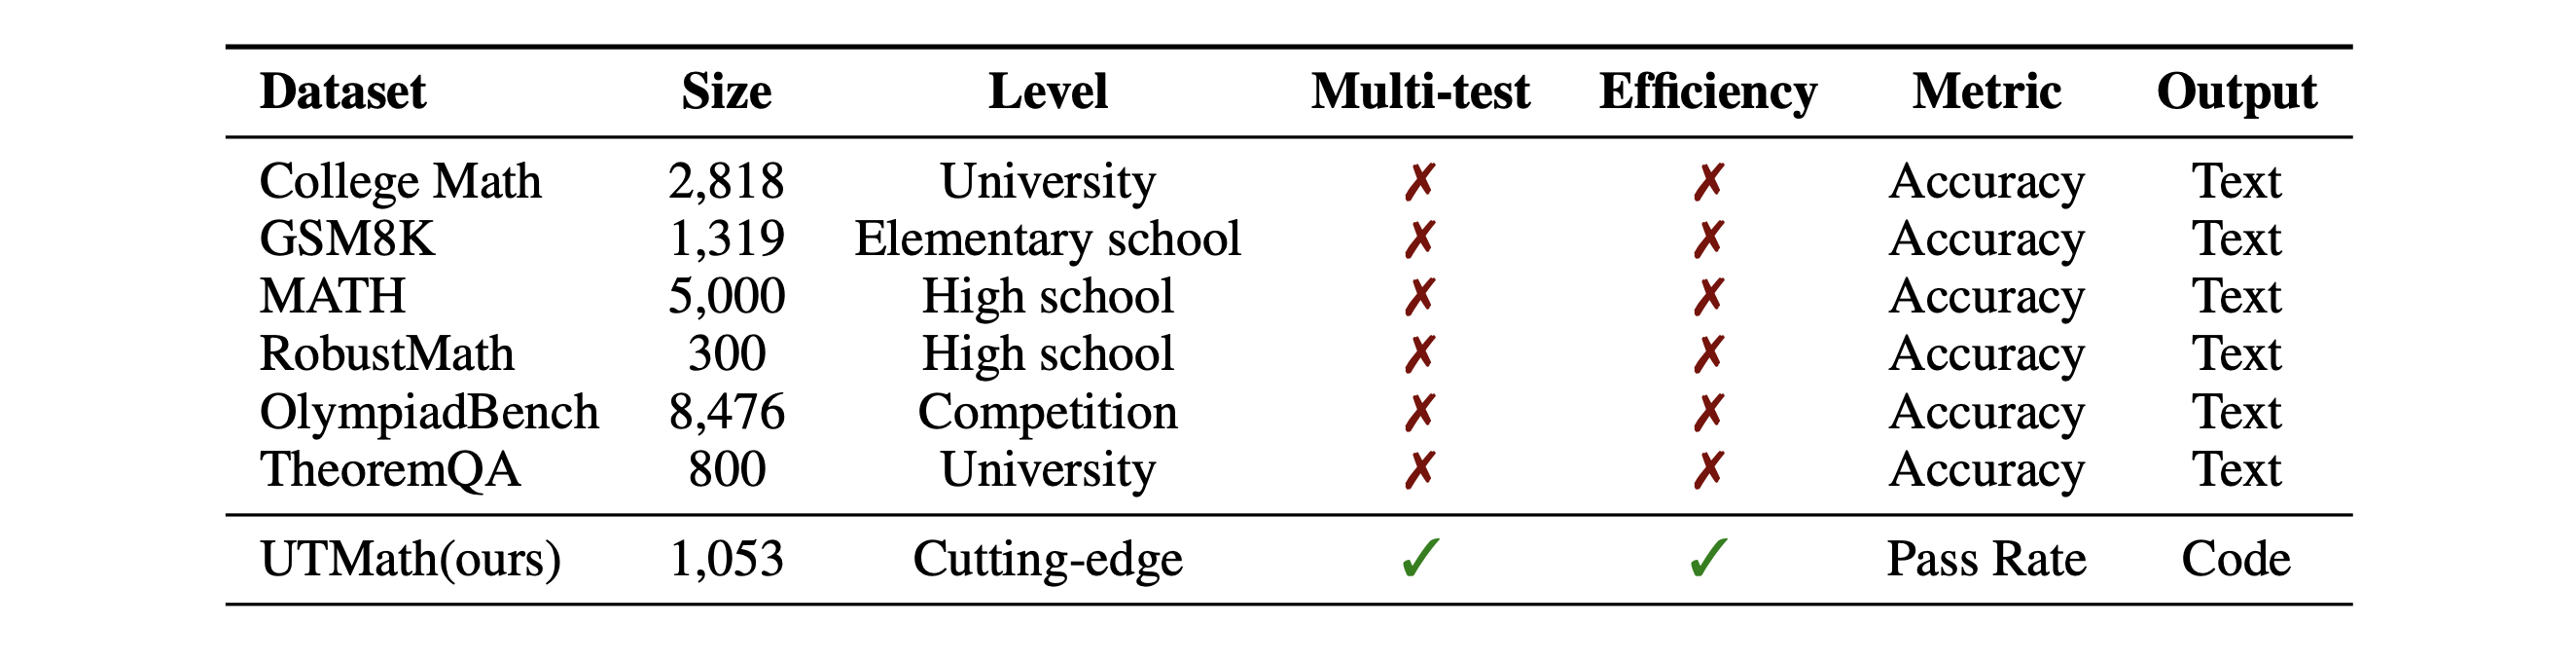 Dataset Size Level Multi-test Efficiency Metric Output
College Math 2,818 University ✗ ✗ Accuracy Text
GSM8K 1,319 Elementary school ✗ ✗ Accuracy Text
MATH 5,000 High school ✗ ✗ Accuracy Text
RobustMath 300 High school ✗ ✗ Accuracy Text
OlympiadBench 8,476 Competition ✗ ✗ Accuracy Text
TheoremQA 800 University ✗ ✗ Accuracy Text
UTMath(ours) 1,053 Cutting-edge ✓ ✓ Pass Rate Code